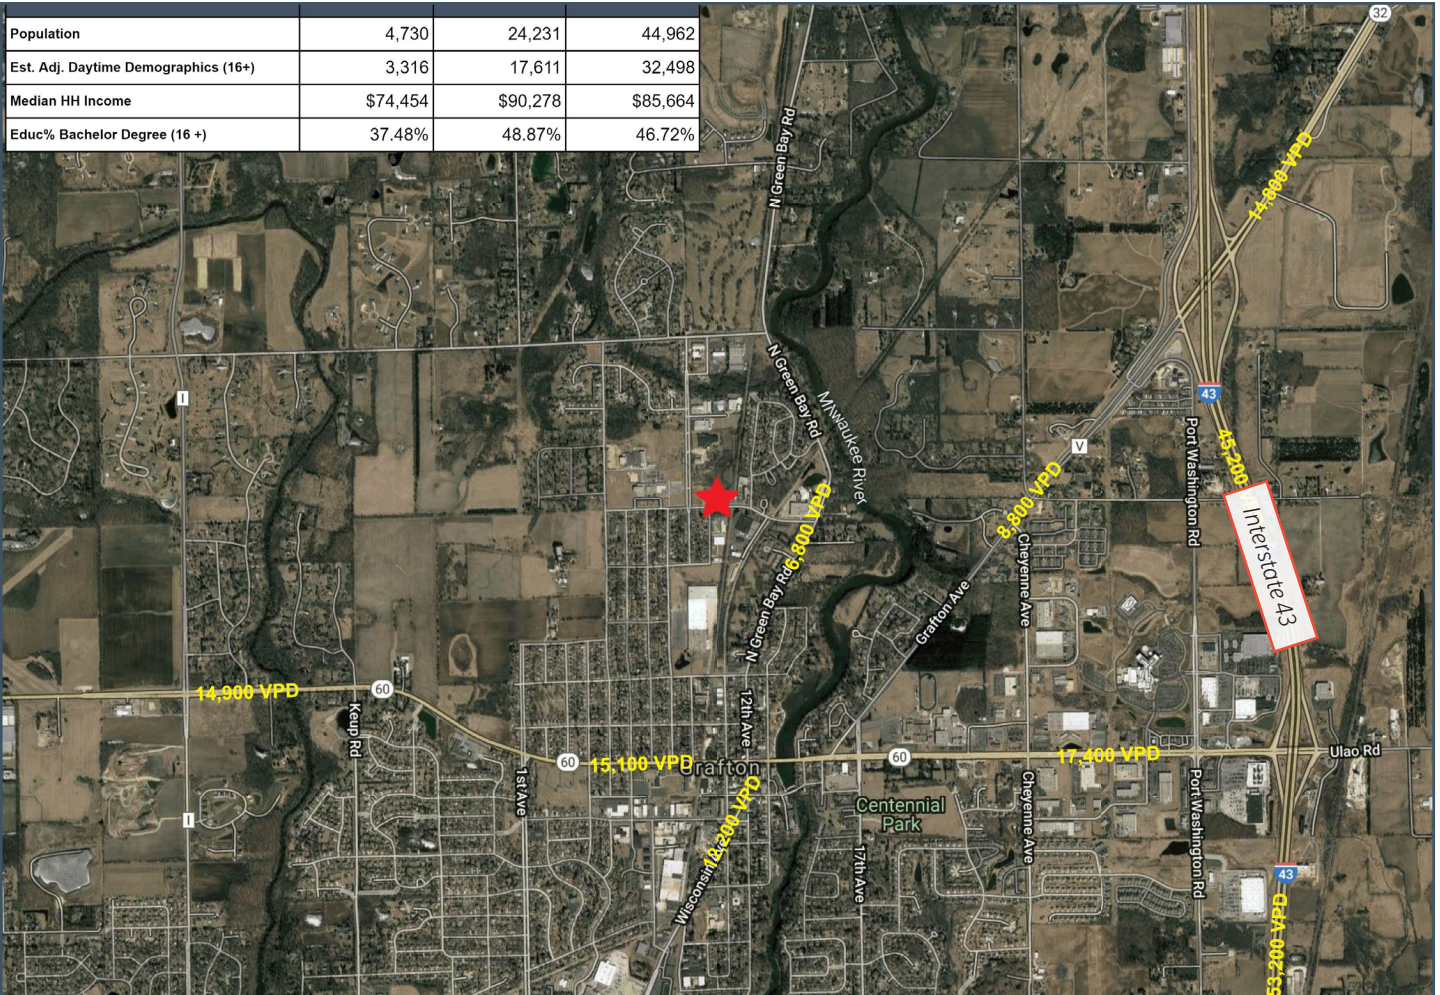 Population 4,730 24,231 44,962
Est. Adj. Daytime Demographics (16+) 3,316 17,611 32,498
Median HH Income $74,454 $90,278 $85,664
Educ% Bachelor Degree (16 +) 37.48% 48.87% 46.72%
32
N Green Bay Rd
14,800 VPD
N Green Bay Rd
Milwaukee River
I
43
V
45,200
Port Washington Rd
Interstate 43
8,800 VPD
6,800 VPD
Cheyenne Ave
N Green Bay Rd
Grafton Ave
14,900 VPD
60
Keup Rd
12th Ave
60
15,100 VPD
Grafton
60
17,400 VPD
Ulao Rd
1st Ave
Centennial
Park
Cheyenne Ave
Port Washington Rd
I
17th Ave
Wisconsin
VPD
43
53,200 VPD